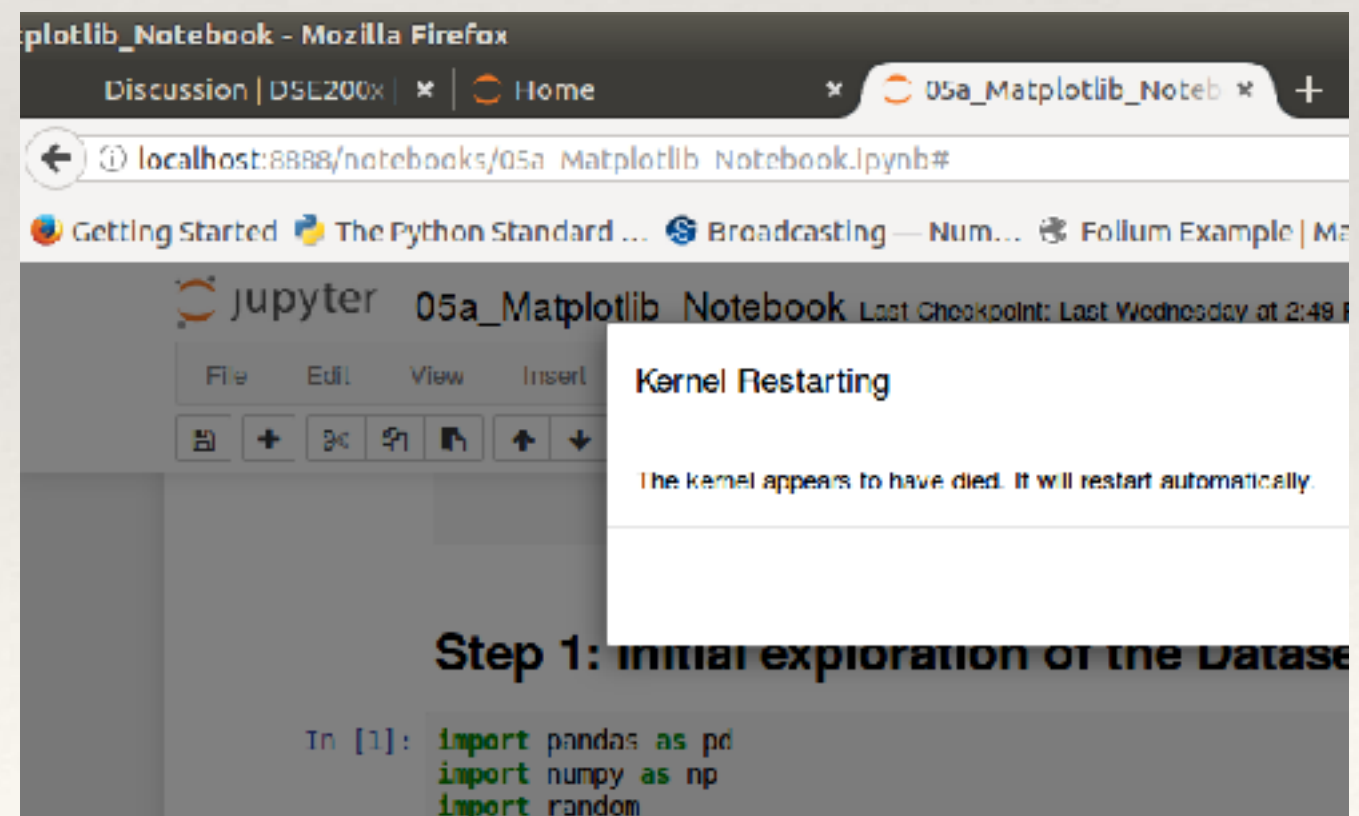 plotlib_Notebook - Mozilla Firefox
Discussion | DSE200x | Home 05a_Matplotlib_Noteb
localhost:8888/notebooks/05a_Matplotlib_Notebook.ipynb#
Getting Started The Python Standard ... Broadcasting — Num... Folium Example | Ma
jupyter 05a_Matplotlib_Notebook Last Checkpoint: Last Wednesday at 2:49 P
File Edit View Insert
Kernel Restarting
The kernel appears to have died. It will restart automatically.
Step 1: Initial exploration of the Datase
In [1]: import pandas as pd
import numpy as np
import random